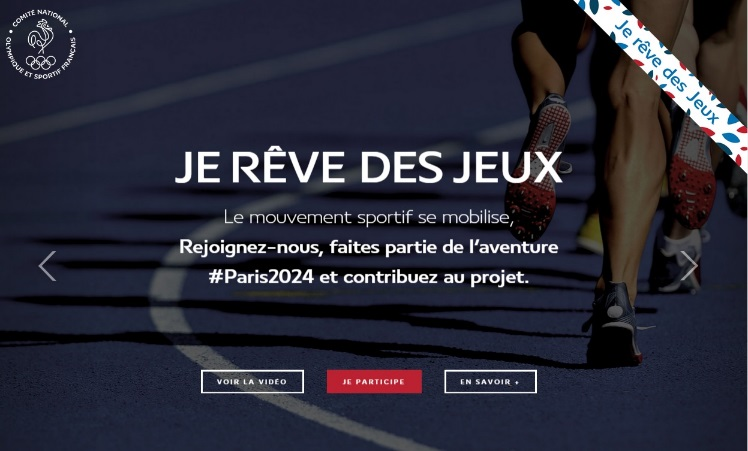 COMITÉ NATIONAL
OLYMPIQUE ET SPORTIF FRANÇAIS
Je rêve des Jeux
JE RÊVE DES JEUX
Le mouvement sportif se mobilise,
Rejoignez-nous, faites partie de l'aventure
#Paris2024 et contribuez au projet.
VOIR LA VIDÉO
JE PARTICIPE
EN SAVOIR +